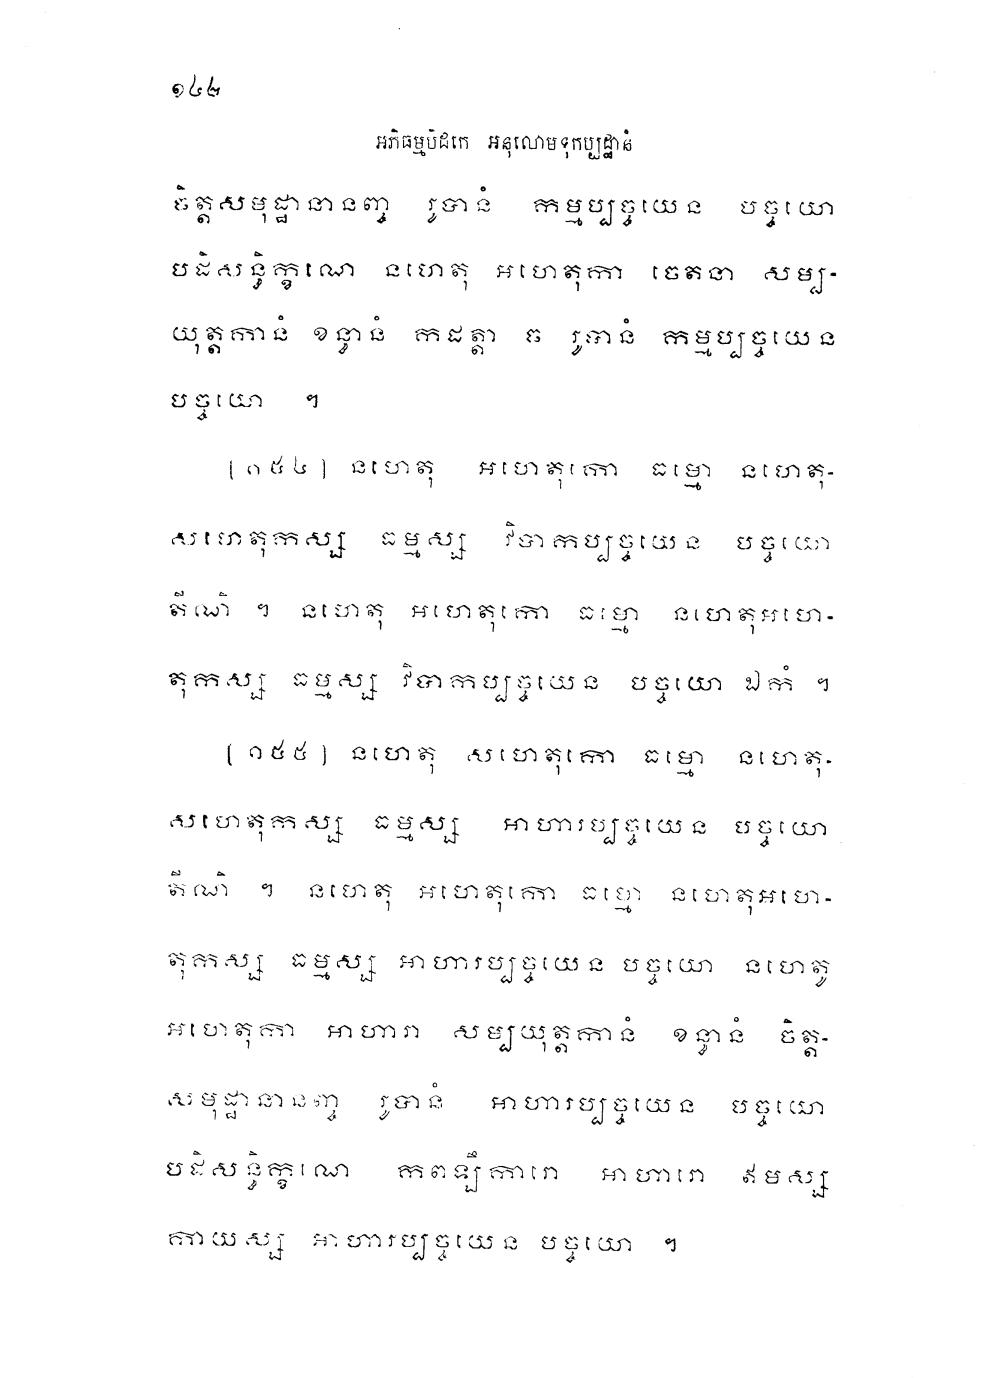 ១៤២
អភិធម្មបិដកេ អនុលោមទុកប្បដ្ឋានំ
ចិត្តសមុដ្ឋានានញ្ច រូបានំ កម្មប្បច្ចយេន បច្ចយោ
បដិសន្ធិក្ខណេ នហេតុ អហេតុកា ចេតនា សម្ប-
យុត្តកានំ ខន្ធានំ កដត្តា ច រូបានំ កម្មប្បច្ចយេន
បច្ចយោ ។
[១៥៤] នហេតុ អហេតុកោ ធម្មោ នហេតុ-
សហេតុកស្ស ធម្មស្ស វិបាកប្បច្ចយេន បច្ចយោ
តីណិ ។ នហេតុ អហេតុកោ ធម្មោ នហេតុអហេ-
តុកស្ស ធម្មស្ស វិបាកប្បច្ចយេន បច្ចយោ ឯកំ ។
[១៥៥] នហេតុ សហេតុកោ ធម្មោ នហេតុ-
សហេតុកស្ស ធម្មស្ស អាហារប្បច្ចយេន បច្ចយោ
តីណិ ។ នហេតុ អហេតុកោ ធម្មោ នហេតុអហេ-
តុកស្ស ធម្មស្ស អាហារប្បច្ចយេន បច្ចយោ នហេតូ
អហេតុកា អាហារា សម្បយុត្តកានំ ខន្ធានំ ចិត្ត-
សមុដ្ឋានានញ្ច រូបានំ អាហារប្បច្ចយេន បច្ចយោ
បដិសន្ធិក្ខណេ កពឡីការោ អាហារោ ឥមស្ស
កាយស្ស អាហារប្បច្ចយេន បច្ចយោ ។